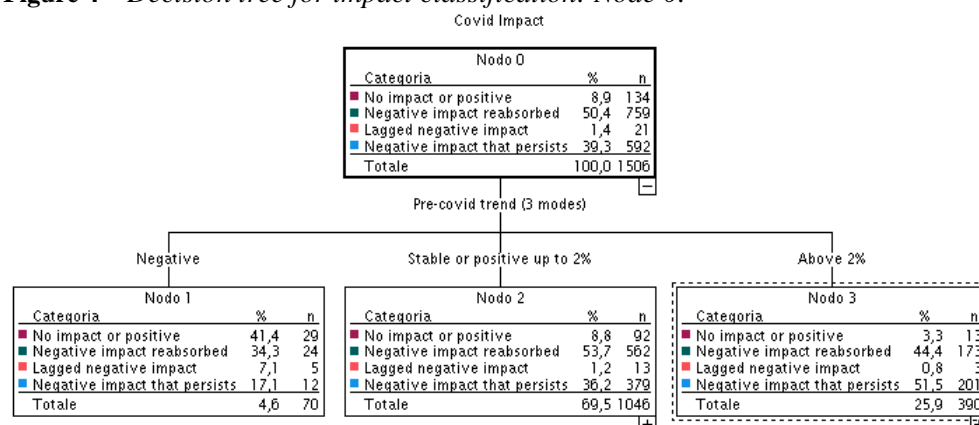 Figure 4 Decision tree for impact classification. Node 0.
Covid Impact
Nodo 0
Categoria % n
No impact or positive 8,9 134
Negative impact reabsorbed 50,4 759
Lagged negative impact 1,4 21
Negative impact that persists 39,3 592
Totale 100,0 1506
Pre-covid trend (3 modes)
Negative
Stable or positive up to 2%
Above 2%
Nodo 1
Categoria % n
No impact or positive 41,4 29
Negative impact reabsorbed 34,3 24
Lagged negative impact 7,1 5
Negative impact that persists 17,1 12
Totale 4,6 70
Nodo 2
Categoria % n
No impact or positive 8,8 92
Negative impact reabsorbed 53,7 562
Lagged negative impact 1,2 13
Negative impact that persists 36,2 379
Totale 69,5 1046
Nodo 3
Categoria % n
No impact or positive 3,3 13
Negative impact reabsorbed 44,4 173
Lagged negative impact 0,8 3
Negative impact that persists 51,5 201
Totale 25,9 390